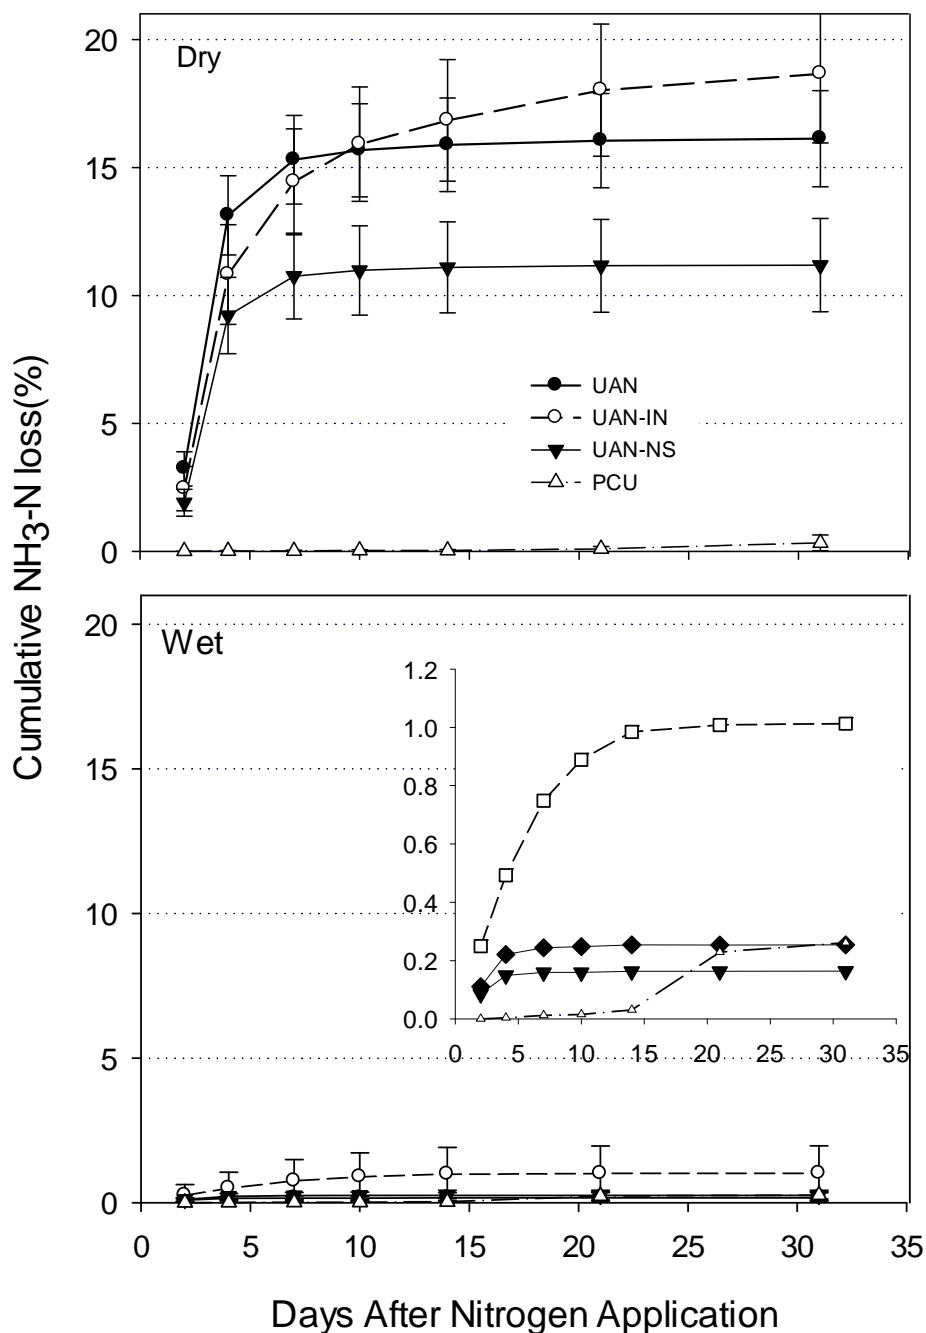 Cumulative NH3-N loss(%)
Dry
20
15
10
5
0
UAN
UAN-IN
UAN-NS
PCU
Wet
20
15
10
5
0
1.2
1.0
0.8
0.6
0.4
0.2
0.0
0 5 10 15 20 25 30 35
0 5 10 15 20 25 30 35
Days After Nitrogen Application